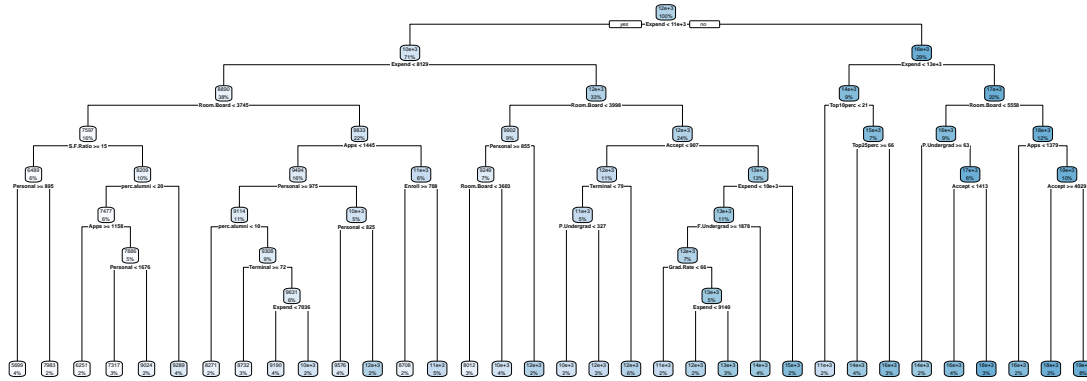 12e+3
100%
yes Expend < 11e+3 no
10e+3 16e+3
71% 29%
Expend < 8129 Expend < 13e+3
8890 12e+3 14e+3 17e+3
38% 33% 9% 20%
Room.Board < 3745 Room.Board < 3998 Top10perc < 21 Room.Board < 5558
7597 9833 9902 12e+3 15e+3 16e+3 18e+3
16% 22% 9% 24% 7% 9% 12%
S.F.Ratio >= 15 Apps < 1445 Personal >= 855 Accept < 907 Top25perc >= 66 P.Undergrad >= 63 Apps < 1379
6489 8209 9494 11e+3 9249 12e+3 13e+3 17e+3 19e+3
6% 10% 16% 6% 7% 11% 13% 6% 10%
Personal >= 895 perc.alumni < 20 Personal >= 975 Enroll >= 708 Room.Board < 3603 Terminal < 79 Expend < 10e+3 Accept < 1413 Accept >= 4029
7477 9114 10e+3 11e+3 13e+3
6% 11% 5% 5% 11%
Apps >= 1158 perc.alumni < 10 Personal < 825 P.Undergrad < 327 F.Undergrad >= 1878
7886 9308 12e+3
5% 9% 7%
Personal < 1676 Terminal >= 72 Grad.Rate < 66
9631 13e+3
6% 5%
Expend < 7036 Expend < 9140
5699 7963 6251 7317 9024 9289 8271 8732 9190 10e+3 9576 12e+3 8708 11e+3 8012 10e+3 12e+3 10e+3 12e+3 12e+3 11e+3 12e+3 13e+3 14e+3 15e+3 11e+3 14e+3 16e+3 14e+3 16e+3 18e+3 16e+3 18e+3
4% 2% 2% 3% 2% 4% 2% 3% 4% 2% 4% 2% 2% 5% 3% 4% 2% 2% 3% 6% 2% 2% 3% 4% 2% 2% 4% 3% 2% 4% 3% 2% 3%